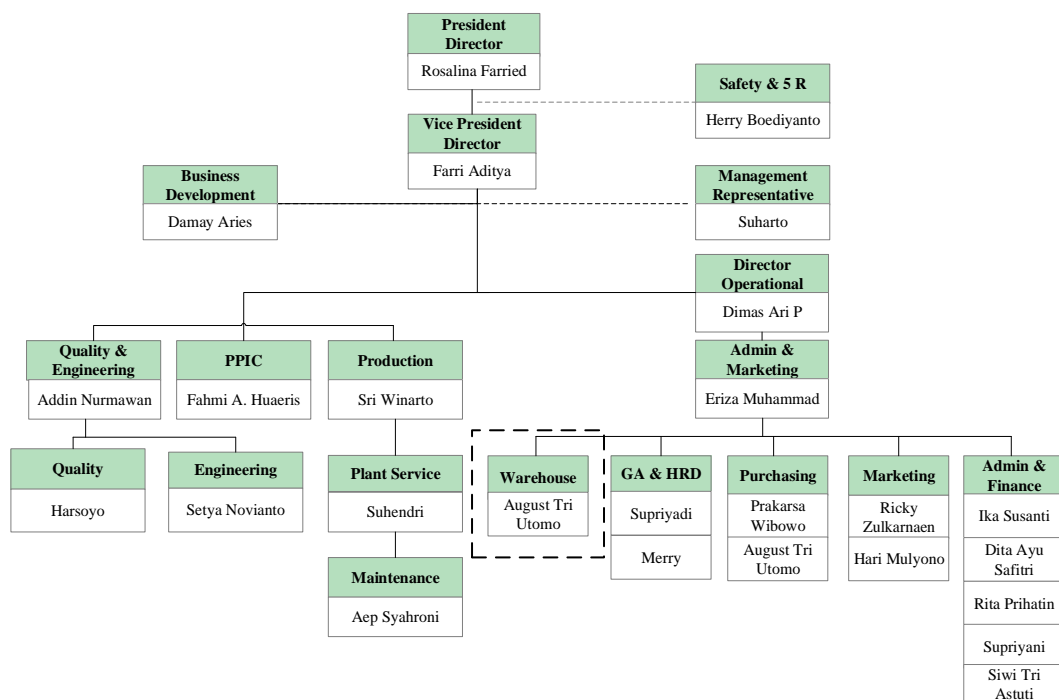 President
Director
Rosalina Farried
Safety & 5 R
Herry Boediyanto
Vice President
Director
Farri Aditya
Business
Development
Damay Aries
Management
Representative
Suharto
Director
Operational
Dimas Ari P
Quality &
Engineering
Addin Nurmawan
PPIC
Fahmi A. Huaeris
Production
Sri Winarto
Admin &
Marketing
Eriza Muhammad
Quality
Harsoyo
Engineering
Setya Novianto
Plant Service
Suhendri
Maintenance
Aep Syahroni
Warehouse
August Tri
Utomo
GA & HRD
Supriyadi
Merry
Purchasing
Prakarsa
Wibowo
August Tri
Utomo
Marketing
Ricky
Zulkarnaen
Hari Mulyono
Admin &
Finance
Ika Susanti
Dita Ayu
Safitri
Rita Prihatin
Supriyani
Siwi Tri
Astuti